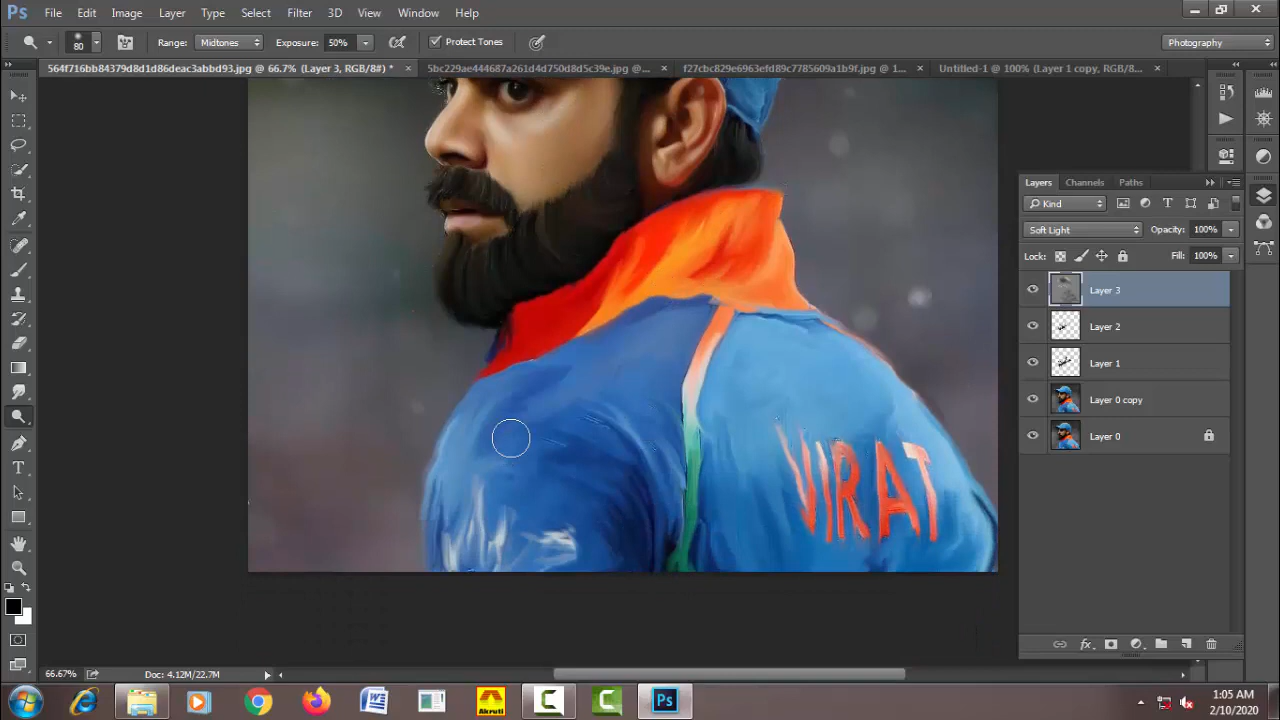 Ps File Edit Image Layer Type Select Filter 3D View Window Help
80 Range: Midtones Exposure: 50% Protect Tones Photography
564f716bb84379d8d1d86deac3abbd93.jpg @ 66.7% (Layer 3, RGB/8#) * 5bc229ae444687a261d4d750d8d5c39e.jpg @ ... f27cbc829e6963efd89c7785609a1b9f.jpg @ 1... Untitled-1 @ 100% (Layer 1 copy, RGB/8...
Layers Channels Paths
Kind
Soft Light Opacity: 100%
Lock: Fill: 100%
Layer 3
Layer 2
Layer 1
Layer 0 copy
Layer 0
VIRAT
66.67% Doc: 4.12M/22.7M
Akruti
Ps
1:05 AM
2/10/2020